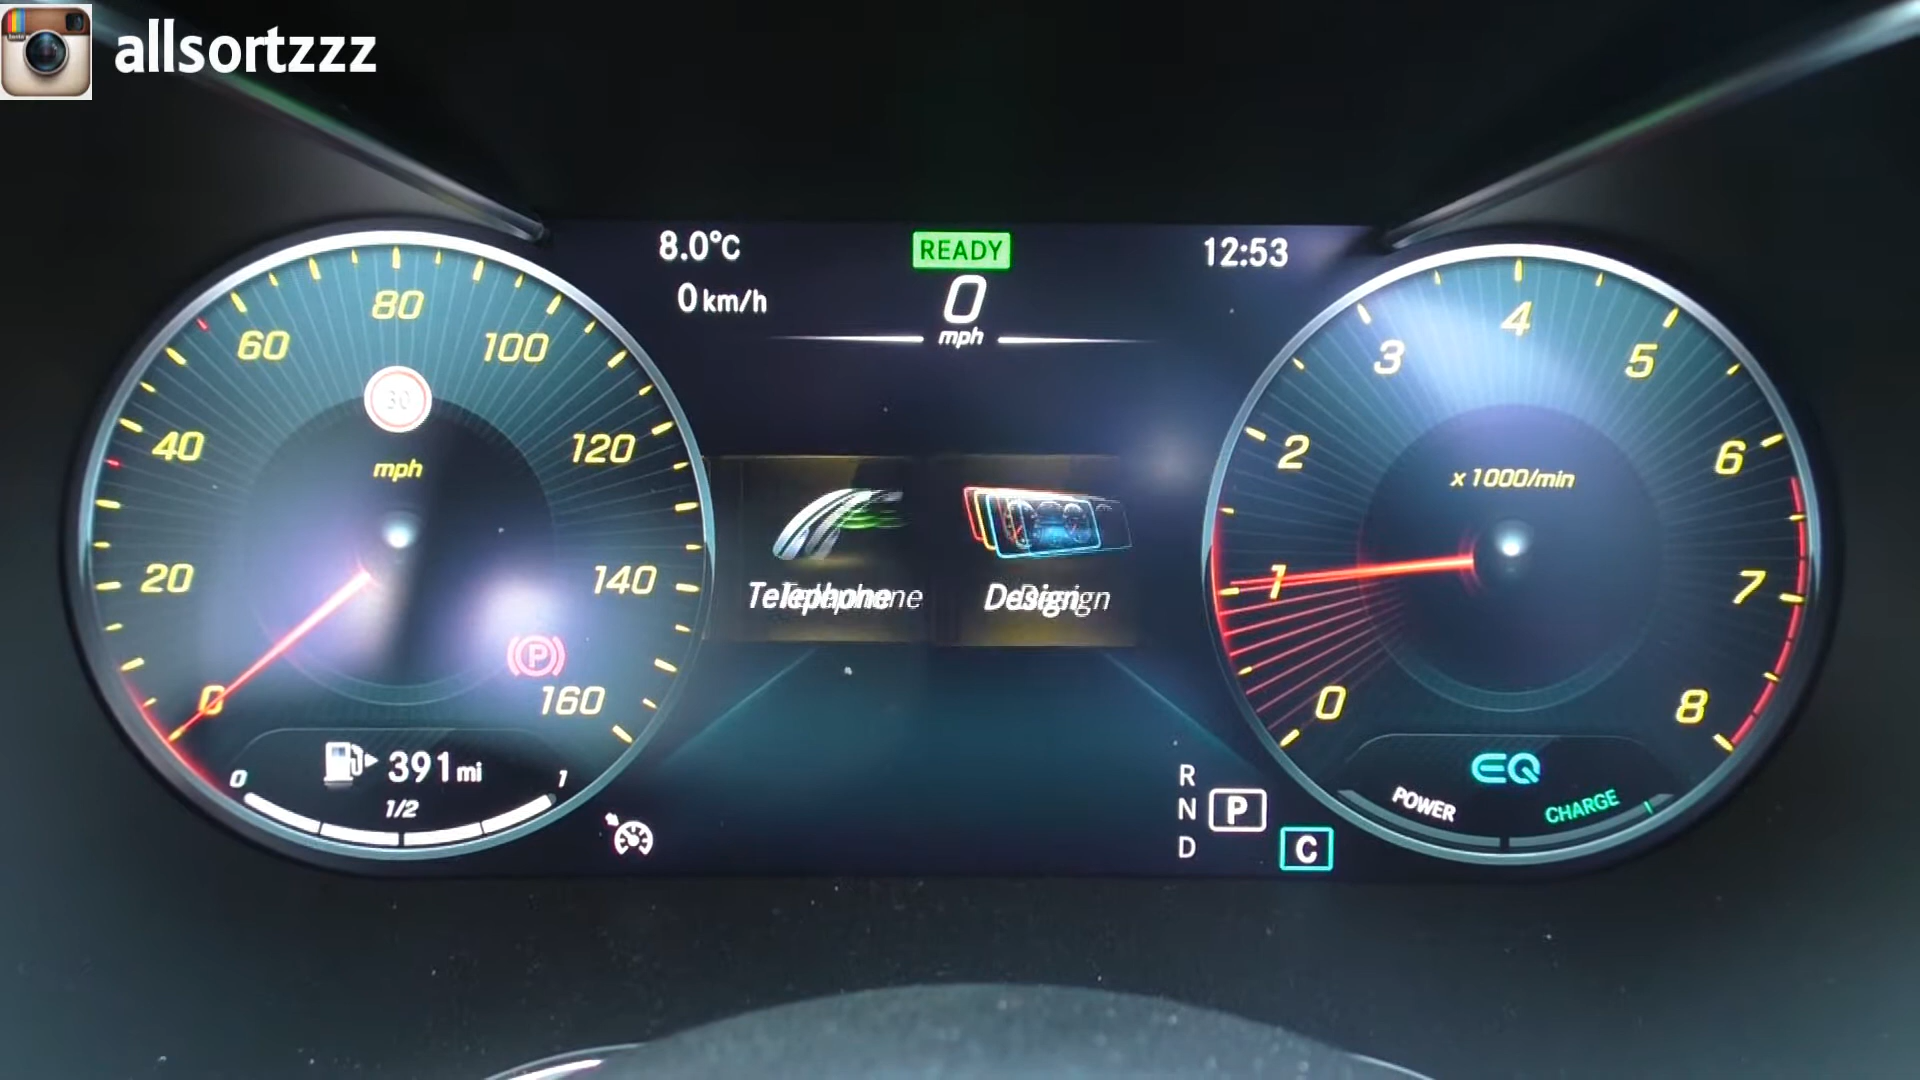 allsortzzz
8.0°C
READY
12:53
0 km/h
0
mph
0
20
40
60
80
100
120
140
160
30
mph
391 mi
0 1/2 1
P
Telephone
Design
R
N
D
P
C
0
1
2
3
4
5
6
7
8
x 1000/min
EQ
POWER
CHARGE